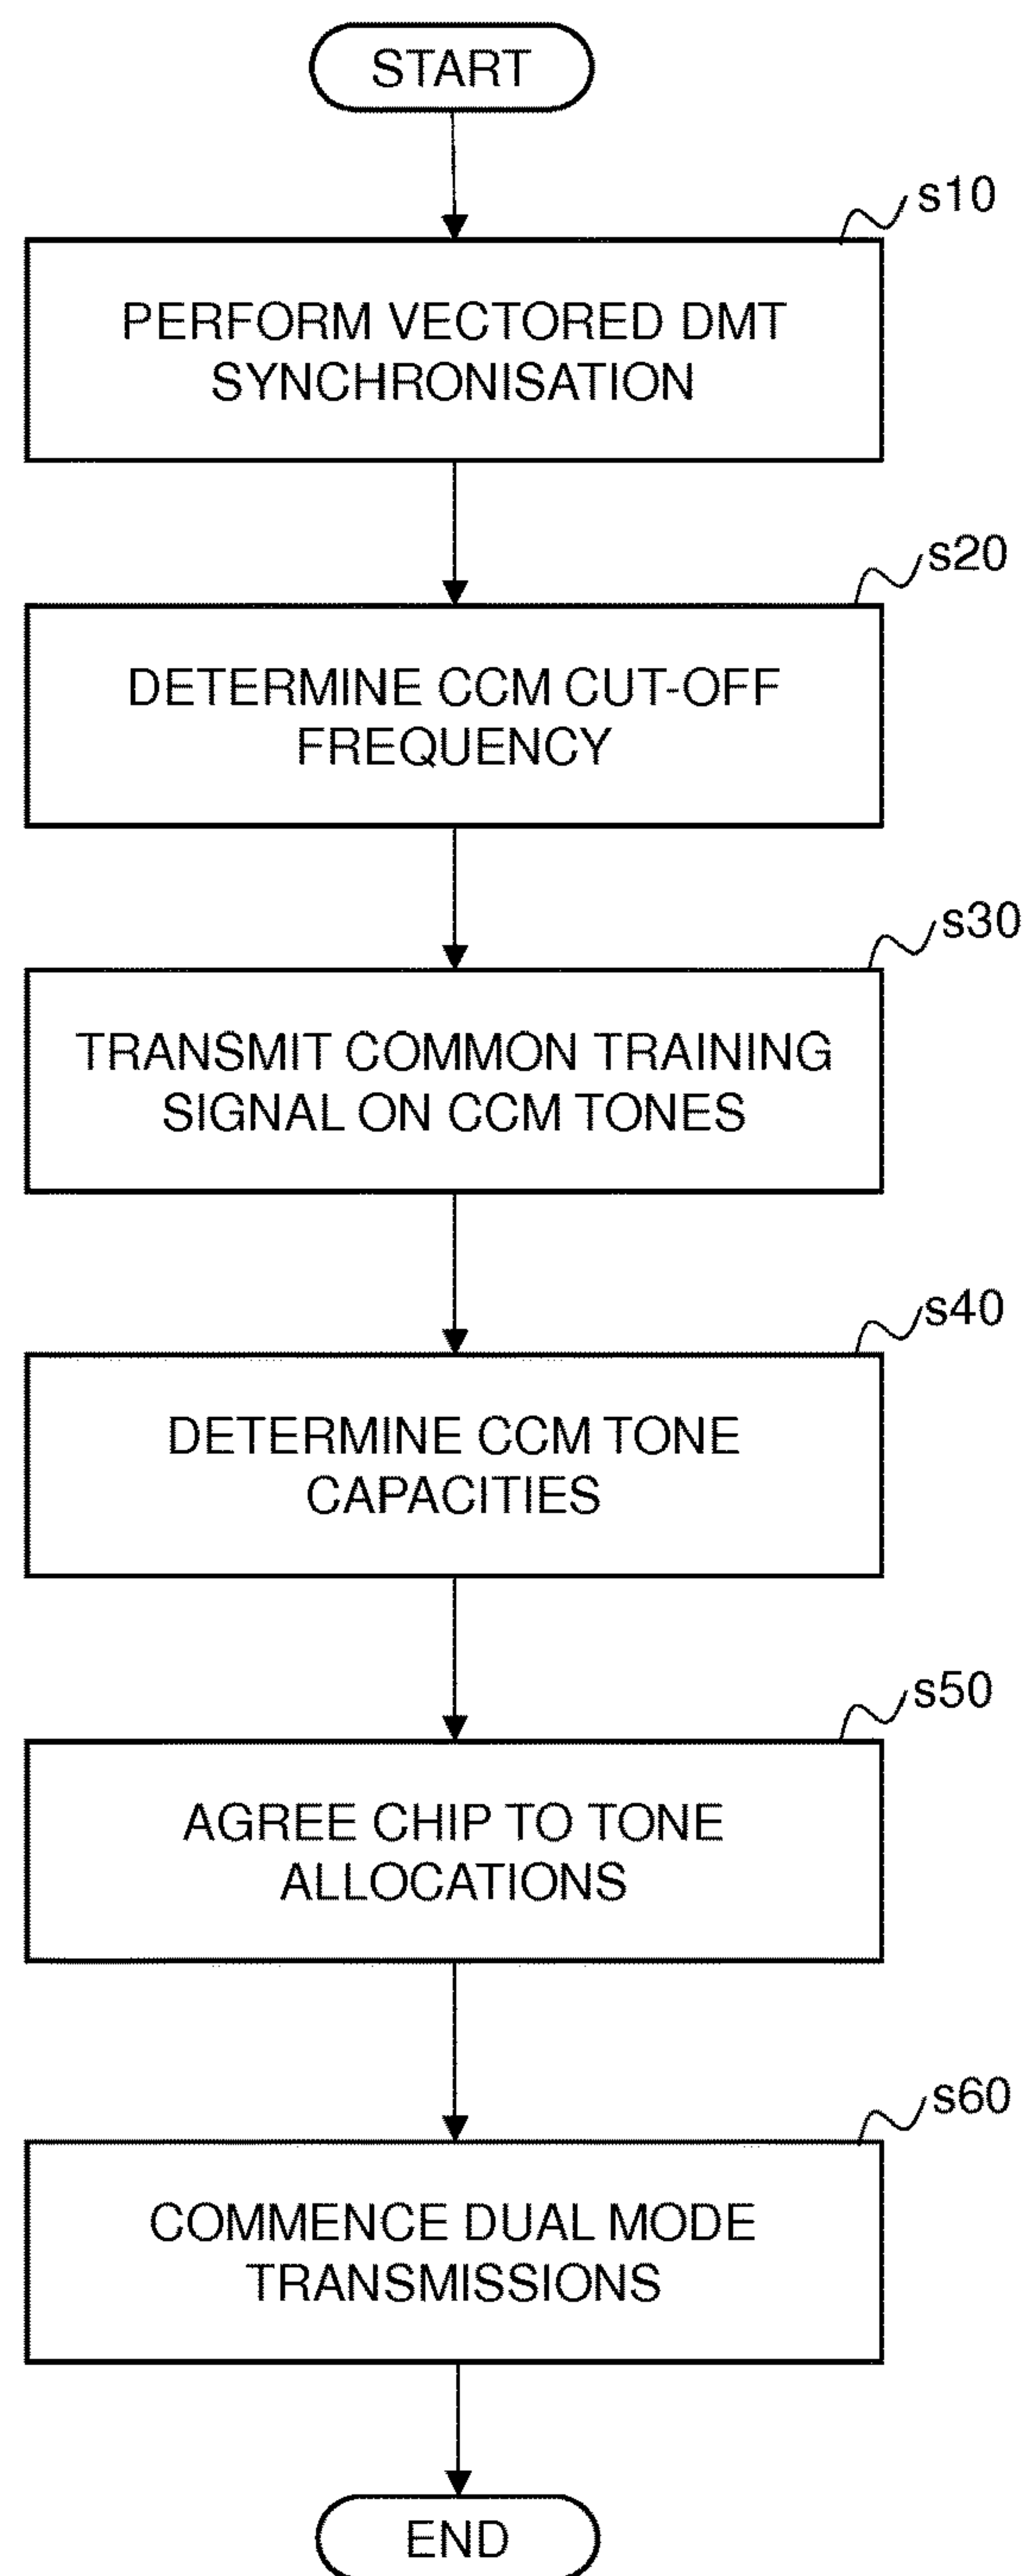 START
s10
PERFORM VECTORED DMT
SYNCHRONISATION
s20
DETERMINE CCM CUT-OFF
FREQUENCY
s30
TRANSMIT COMMON TRAINING
SIGNAL ON CCM TONES
s40
DETERMINE CCM TONE
CAPACITIES
s50
AGREE CHIP TO TONE
ALLOCATIONS
s60
COMMENCE DUAL MODE
TRANSMISSIONS
END